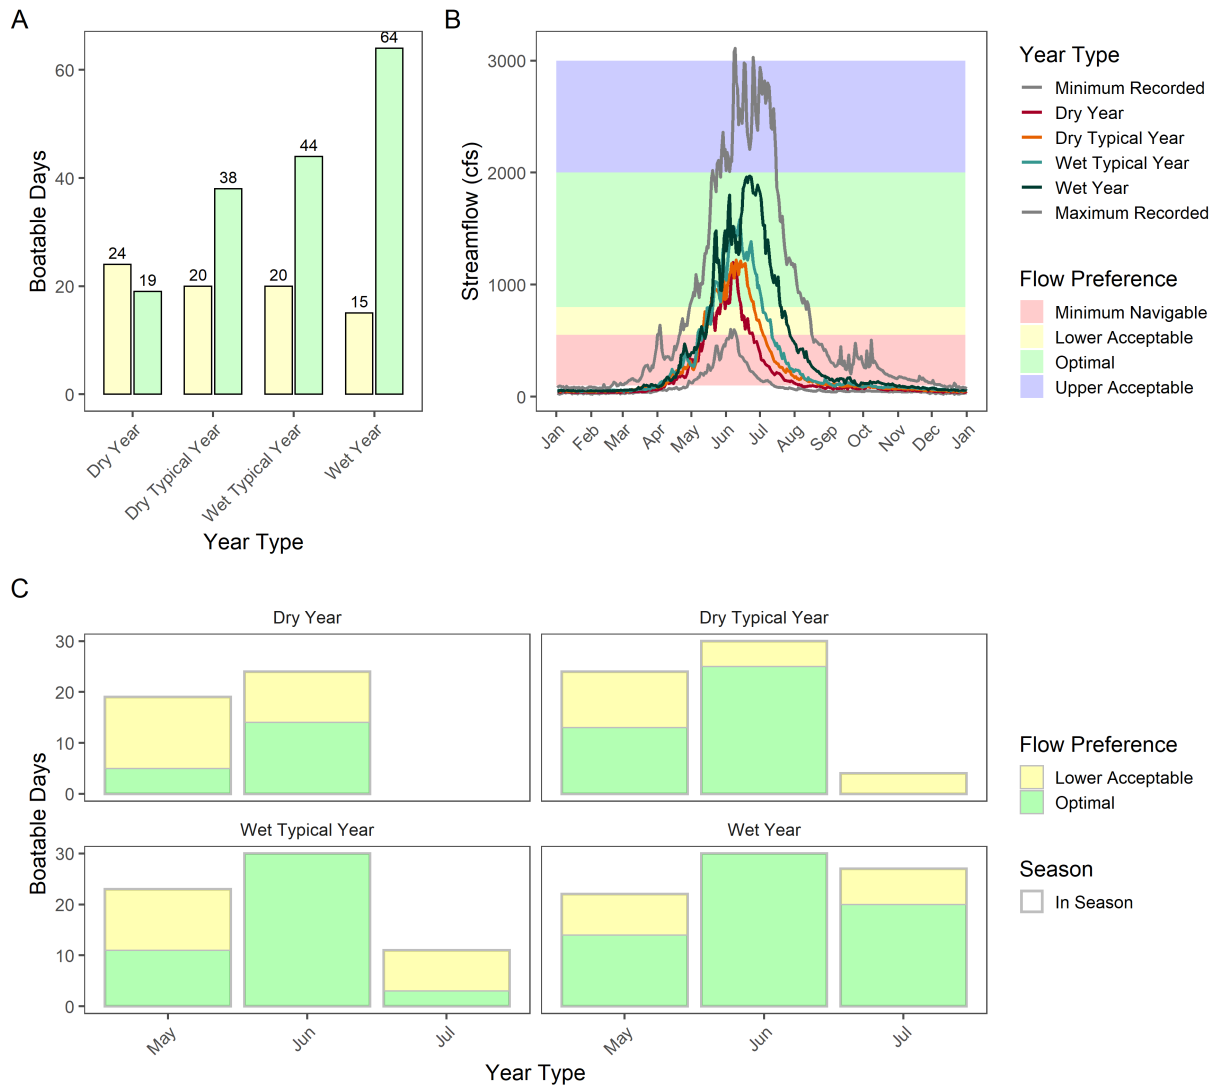 A
Boatable Days
60
40
20
0
24
19
20
38
20
44
15
64
Dry Year
Dry Typical Year
Wet Typical Year
Wet Year
Year Type
B
Streamflow (cfs)
3000
2000
1000
0
Jan
Feb
Mar
Apr
May
Jun
Jul
Aug
Sep
Oct
Nov
Dec
Jan
Year Type
Minimum Recorded
Dry Year
Dry Typical Year
Wet Typical Year
Wet Year
Maximum Recorded
Flow Preference
Minimum Navigable
Lower Acceptable
Optimal
Upper Acceptable
C
Boatable Days
Dry Year
Dry Typical Year
30
20
10
0
Wet Typical Year
Wet Year
30
20
10
0
May
Jun
Jul
May
Jun
Jul
Year Type
Flow Preference
Lower Acceptable
Optimal
Season
In Season